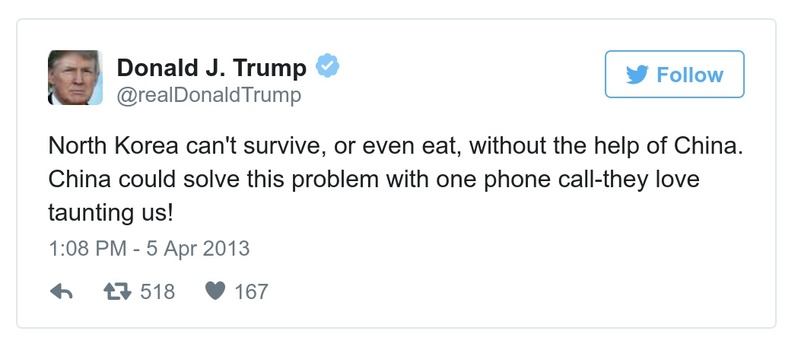 Donald J. Trump
@realDonaldTrump
Follow
North Korea can't survive, or even eat, without the help of China.
China could solve this problem with one phone call-they love
taunting us!
1:08 PM - 5 Apr 2013
518 167